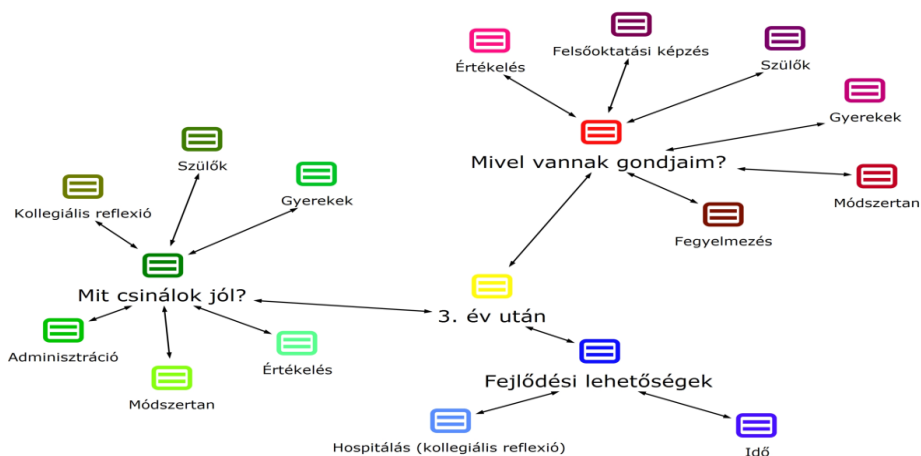 Értékelés
Felsőoktatási képzés
Szülők
Gyerekek
Mivel vannak gondjaim?
Módszertan
Fegyelmezés
Szülők
Gyerekek
Kollegiális reflexió
Mit csinálok jól?
3. év után
Adminisztráció
Értékelés
Módszertan
Fejlődési lehetőségek
Hospitálás (kollegiális reflexió)
Idő